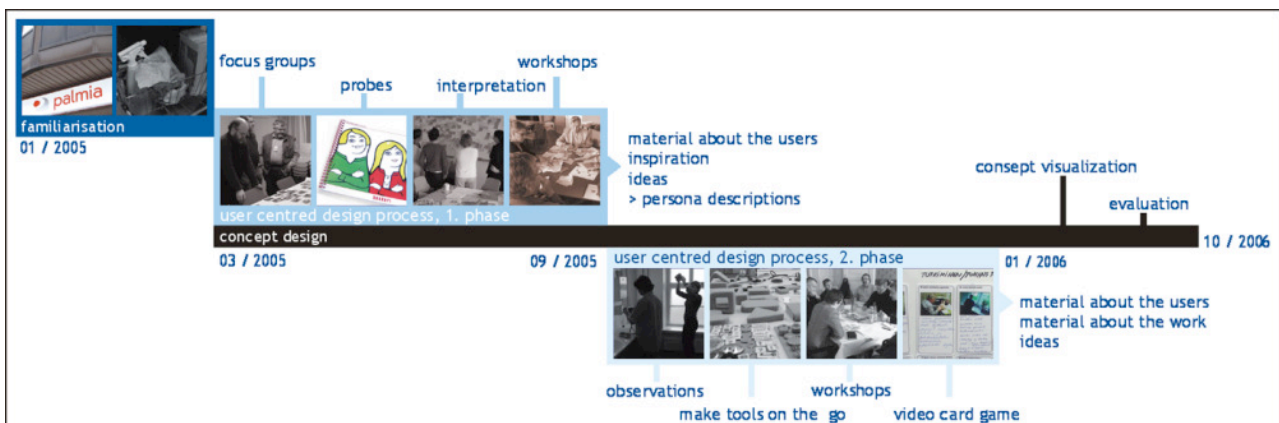 palmia
familiarisation
01 / 2005
focus groups
probes
interpretation
workshops
user centred design process, 1. phase
material about the users
inspiration
ideas
> persona descriptions
consept visualization
evaluation
concept design
10 / 2006
03 / 2005
09 / 2005
user centred design process, 2. phase
01 / 2006
material about the users
material about the work
ideas
observations
make tools on the go
workshops
video card game